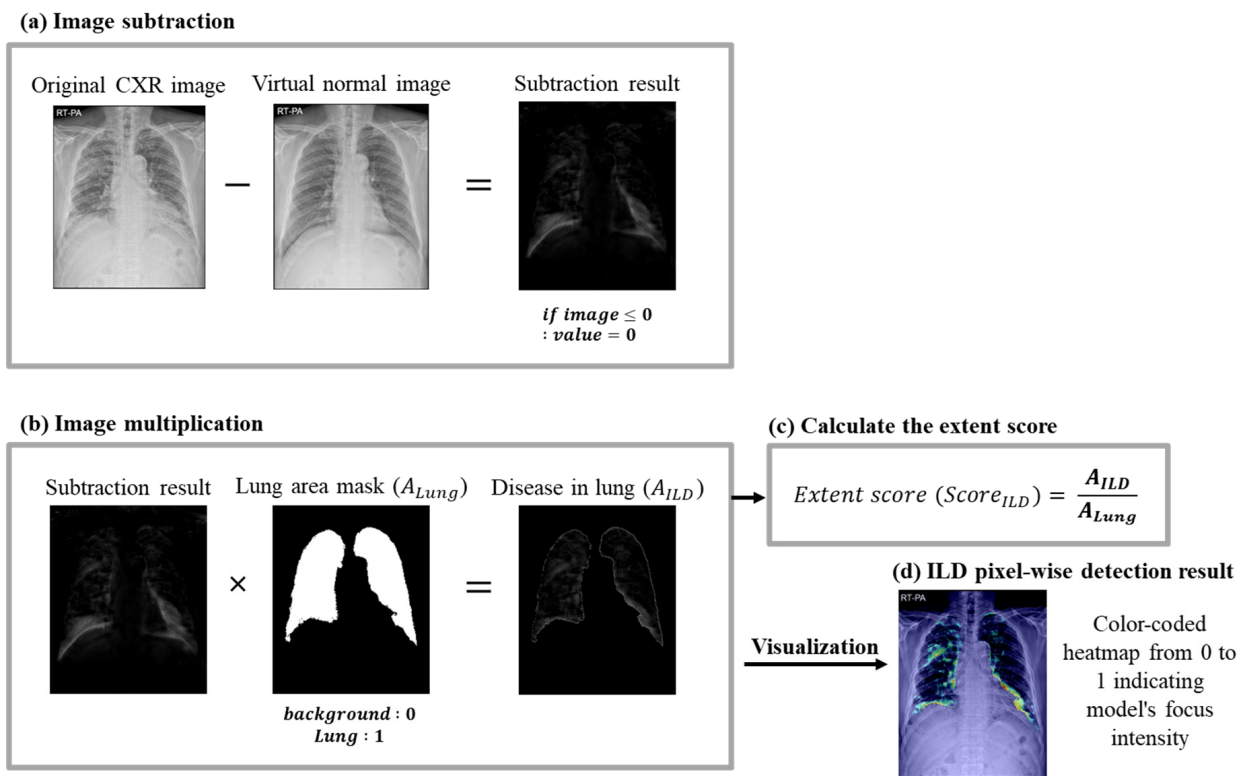 (a) Image subtraction
Original CXR image
Virtual normal image
Subtraction result
RT-PA
RT-PA
−
=
if image ≤ 0
: value = 0
(b) Image multiplication
Subtraction result
Lung area mask (A_Lung)
Disease in lung (A_ILD)
×
=
background : 0
Lung : 1
(c) Calculate the extent score
Extent score (Score_ILD) = A_ILD / A_Lung
(d) ILD pixel-wise detection result
Visualization
RT-PA
Color-coded
heatmap from 0 to
1 indicating
model's focus
intensity